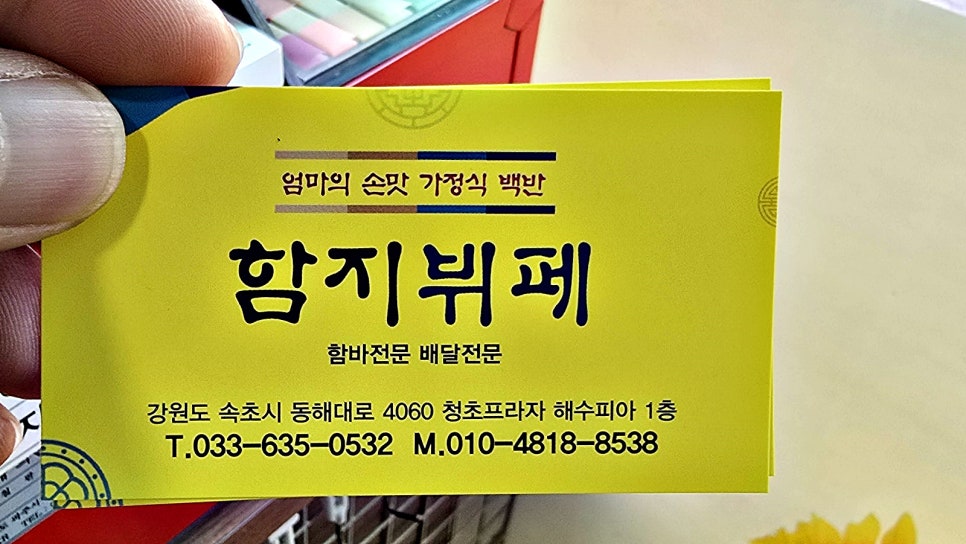 엄마의 손맛 가정식 백반
함지뷔페
함바전문 배달전문
강원도 속초시 동해대로 4060 청초프라자 해수피아 1층
T.033-635-0532 M.010-4818-8538